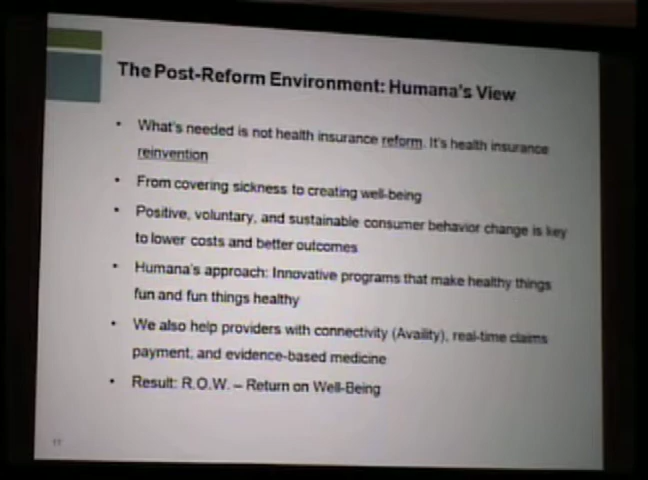 The Post-Reform Environment: Humana's View
• What's needed is not health insurance reform. It's health insurance
reinvention
• From covering sickness to creating well-being
• Positive, voluntary, and sustainable consumer behavior change is key
to lower costs and better outcomes
• Humana's approach: Innovative programs that make healthy things
fun and fun things healthy
• We also help providers with connectivity (Availity), real-time claims
payment, and evidence-based medicine
• Result: R.O.W. – Return on Well-Being